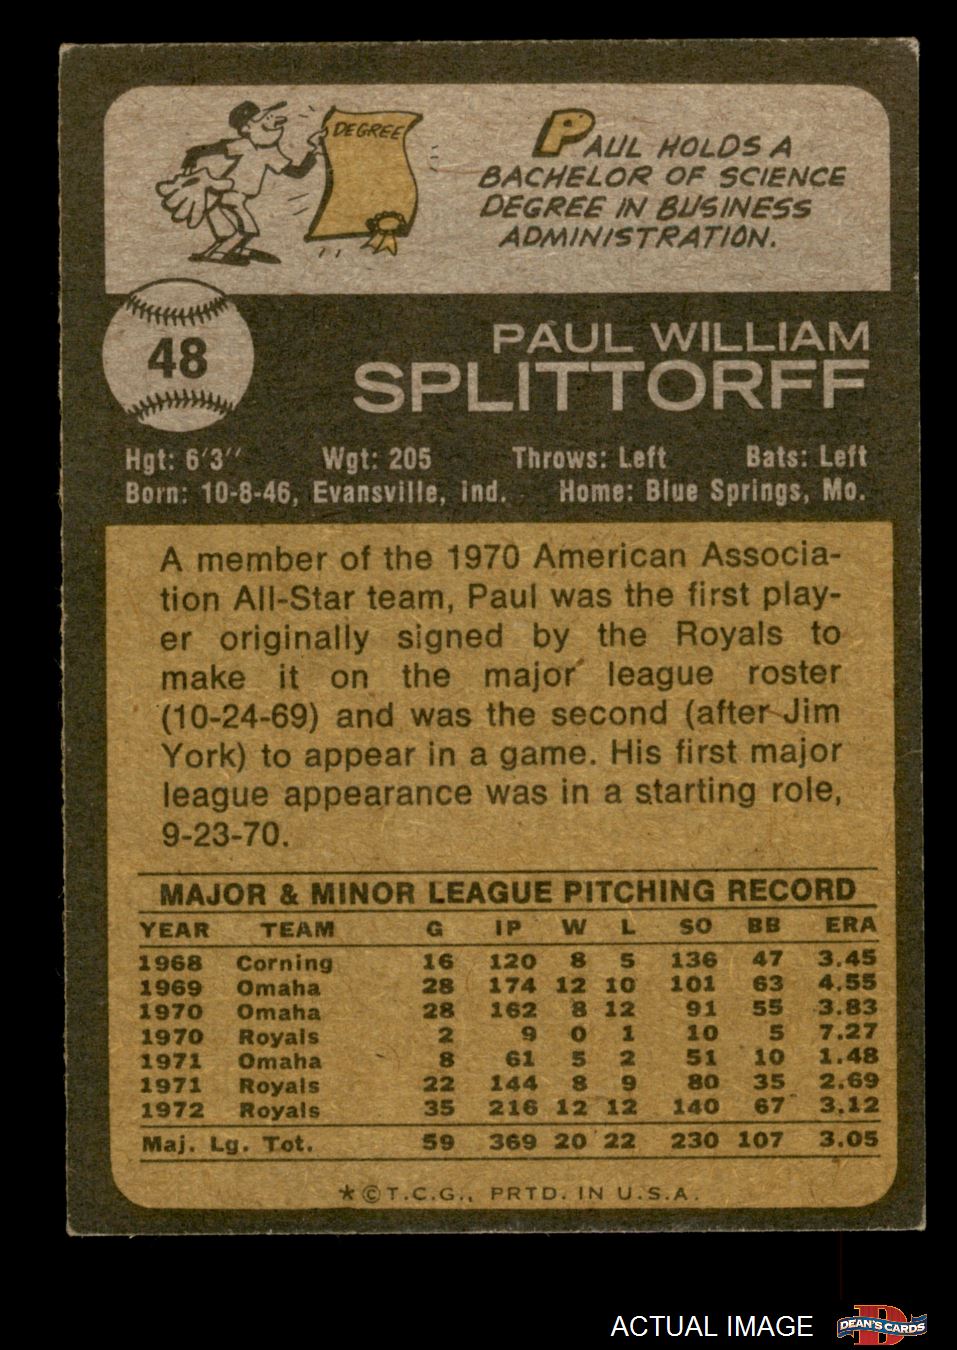 DEGREE
PAUL HOLDS A
BACHELOR OF SCIENCE
DEGREE IN BUSINESS
ADMINISTRATION.
48
PAUL WILLIAM
SPLITTORFF
Hgt: 6'3" Wgt: 205 Throws: Left Bats: Left
Born: 10-8-46, Evansville, Ind. Home: Blue Springs, Mo.
A member of the 1970 American Associa-
tion All-Star team, Paul was the first play-
er originally signed by the Royals to
make it on the major league roster
(10-24-69) and was the second (after Jim
York) to appear in a game. His first major
league appearance was in a starting role,
9-23-70.
MAJOR & MINOR LEAGUE PITCHING RECORD
YEAR TEAM G IP W L SO BB ERA
1968 Corning 16 120 8 5 136 47 3.45
1969 Omaha 28 174 12 10 101 63 4.55
1970 Omaha 28 162 8 12 91 55 3.83
1970 Royals 2 9 0 1 10 5 7.27
1971 Omaha 8 61 5 2 51 10 1.48
1971 Royals 22 144 8 9 80 35 2.69
1972 Royals 35 216 12 12 140 67 3.12
Maj. Lg. Tot. 59 369 20 22 230 107 3.05
*©T.C.G., PRTD. IN U.S.A.
ACTUAL IMAGE
D
DEAN'S CARDS